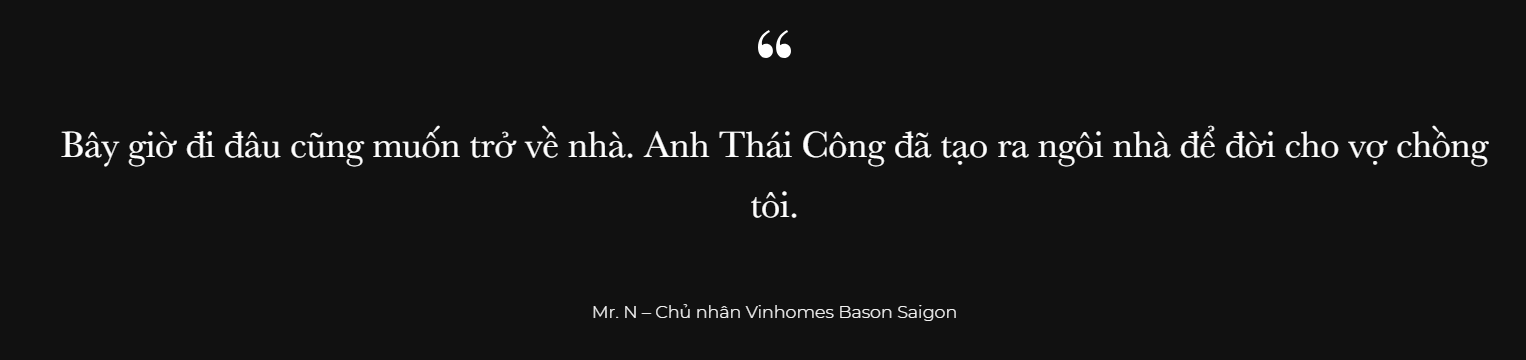 “
Bây giờ đi đâu cũng muốn trở về nhà. Anh Thái Công đã tạo ra ngôi nhà để đời cho vợ chồng
tôi.
Mr. N – Chủ nhân Vinhomes Bason Saigon